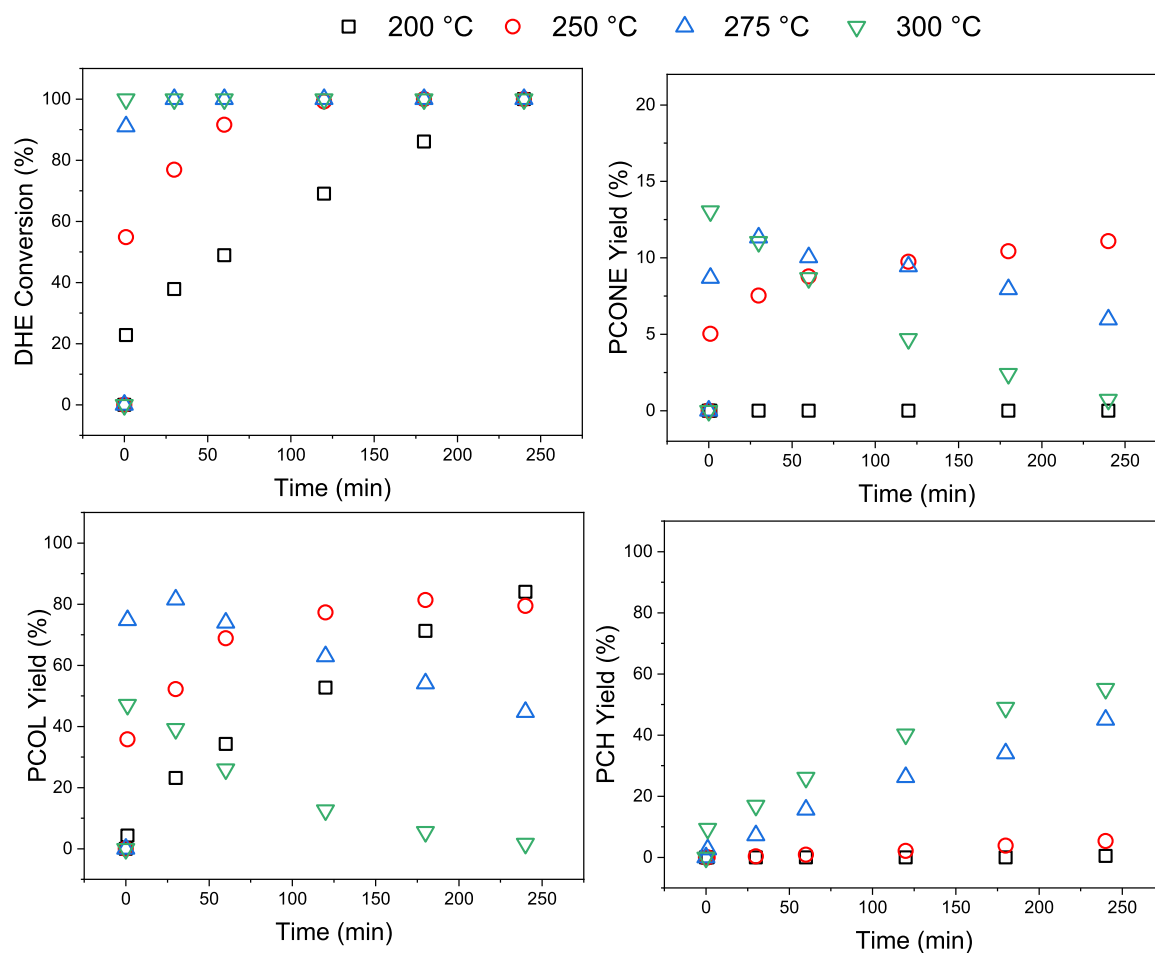 200 °C 250 °C 275 °C 300 °C
DHE Conversion (%)
100
80
60
40
20
0
0 50 100 150 200 250
Time (min)
PCONE Yield (%)
20
15
10
5
0
0 50 100 150 200 250
Time (min)
PCOL Yield (%)
100
80
60
40
20
0
0 50 100 150 200 250
Time (min)
PCH Yield (%)
100
80
60
40
20
0
0 50 100 150 200 250
Time (min)